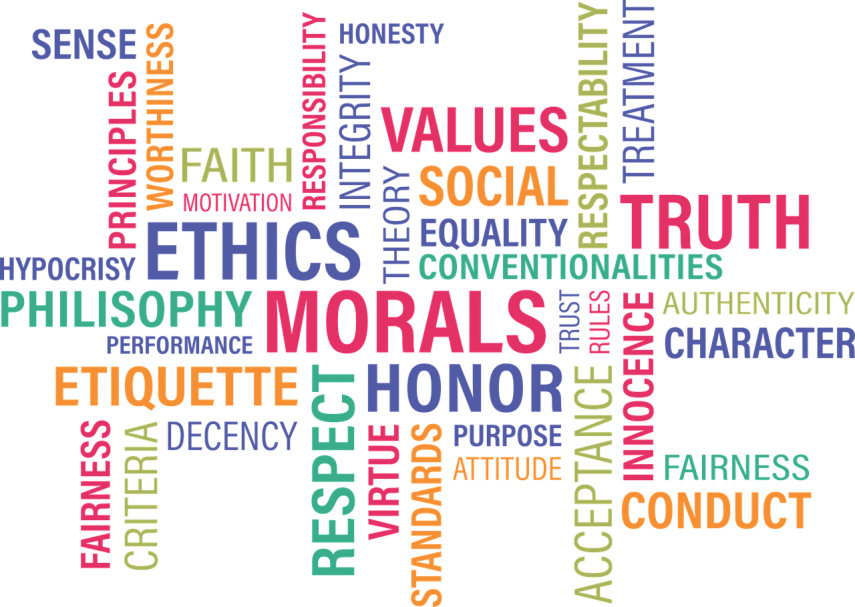 SENSE
PRINCIPLES
WORTHINESS
FAITH
MOTIVATION
RESPONSIBILITY
HONESTY
INTEGRITY
VALUES
SOCIAL
THEORY
EQUALITY
RESPECTABILITY
TREATMENT
TRUTH
HYPOCRISY
ETHICS
CONVENTIONALITIES
PHILISOPHY
PERFORMANCE
MORALS
TRUST
RULES
INNOCENCE
AUTHENTICITY
CHARACTER
ETIQUETTE
RESPECT
HONOR
FAIRNESS
CRITERIA
DECENCY
VIRTUE
STANDARDS
PURPOSE
ATTITUDE
ACCEPTANCE
FAIRNESS
CONDUCT